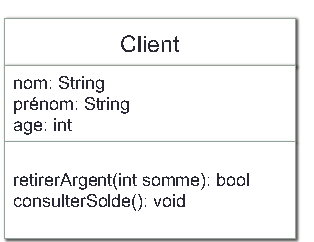 Client
nom: String
prénom: String
age: int
retirerArgent(int somme): bool
consulterSolde(): void